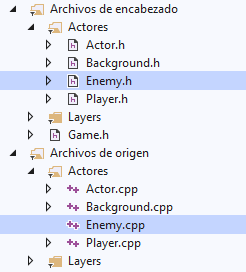 Archivos de encabezado
Actores
Actor.h
Background.h
Enemy.h
Player.h
Layers
Game.h
Archivos de origen
Actores
Actor.cpp
Background.cpp
Enemy.cpp
Player.cpp
Layers